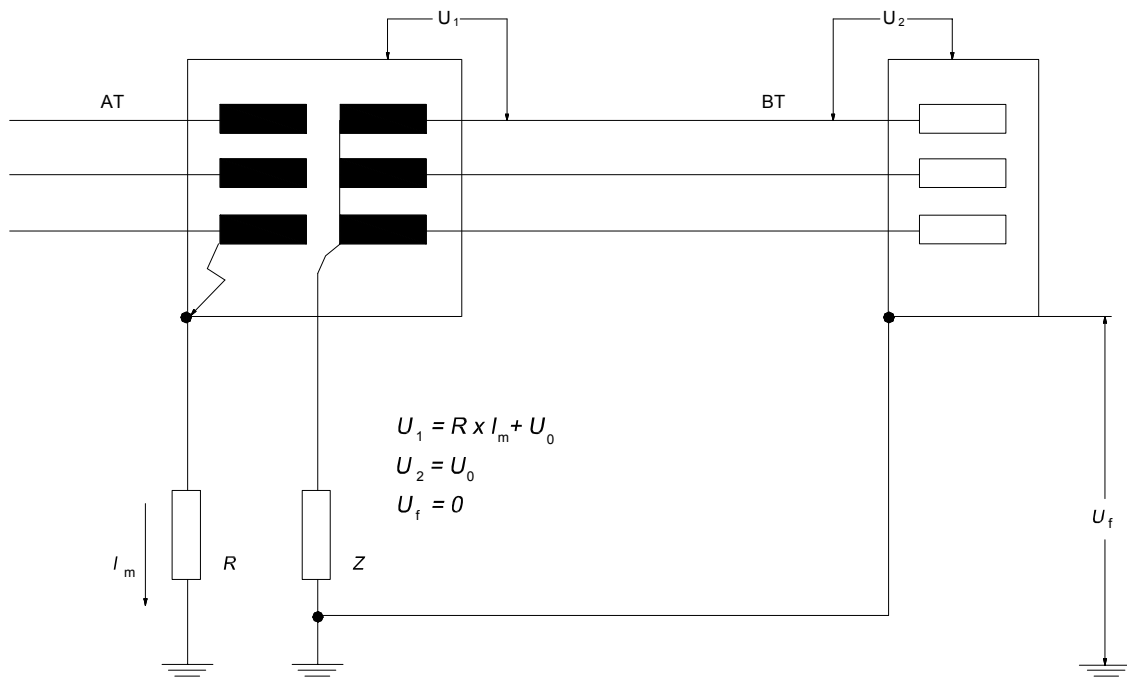 U1
U2
AT
BT
U1 = R x Im + U0
U2 = U0
Uf = 0
Uf
Im
R
Z